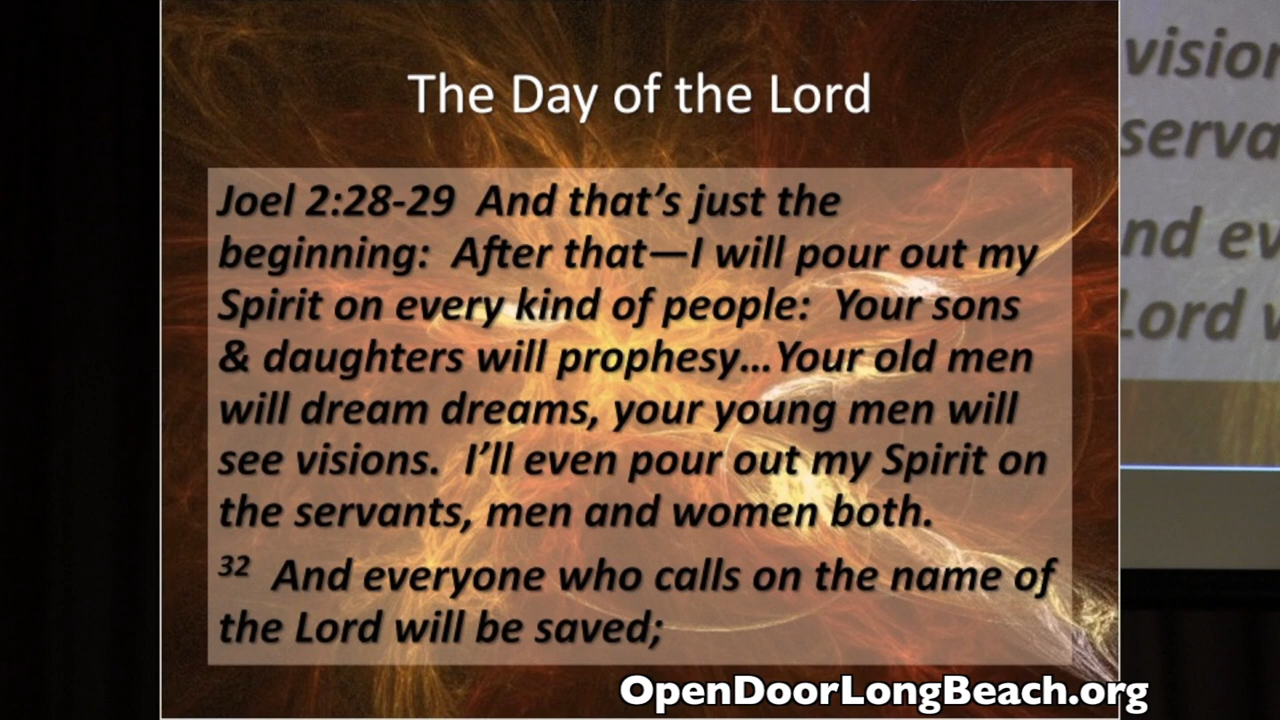 The Day of the Lord
Joel 2:28-29 And that’s just the
beginning: After that—I will pour out my
Spirit on every kind of people: Your sons
& daughters will prophesy…Your old men
will dream dreams, your young men will
see visions. I’ll even pour out my Spirit on
the servants, men and women both.
32 And everyone who calls on the name of
the Lord will be saved;
OpenDoorLongBeach.org
vision
serva
nd ev
Lord w